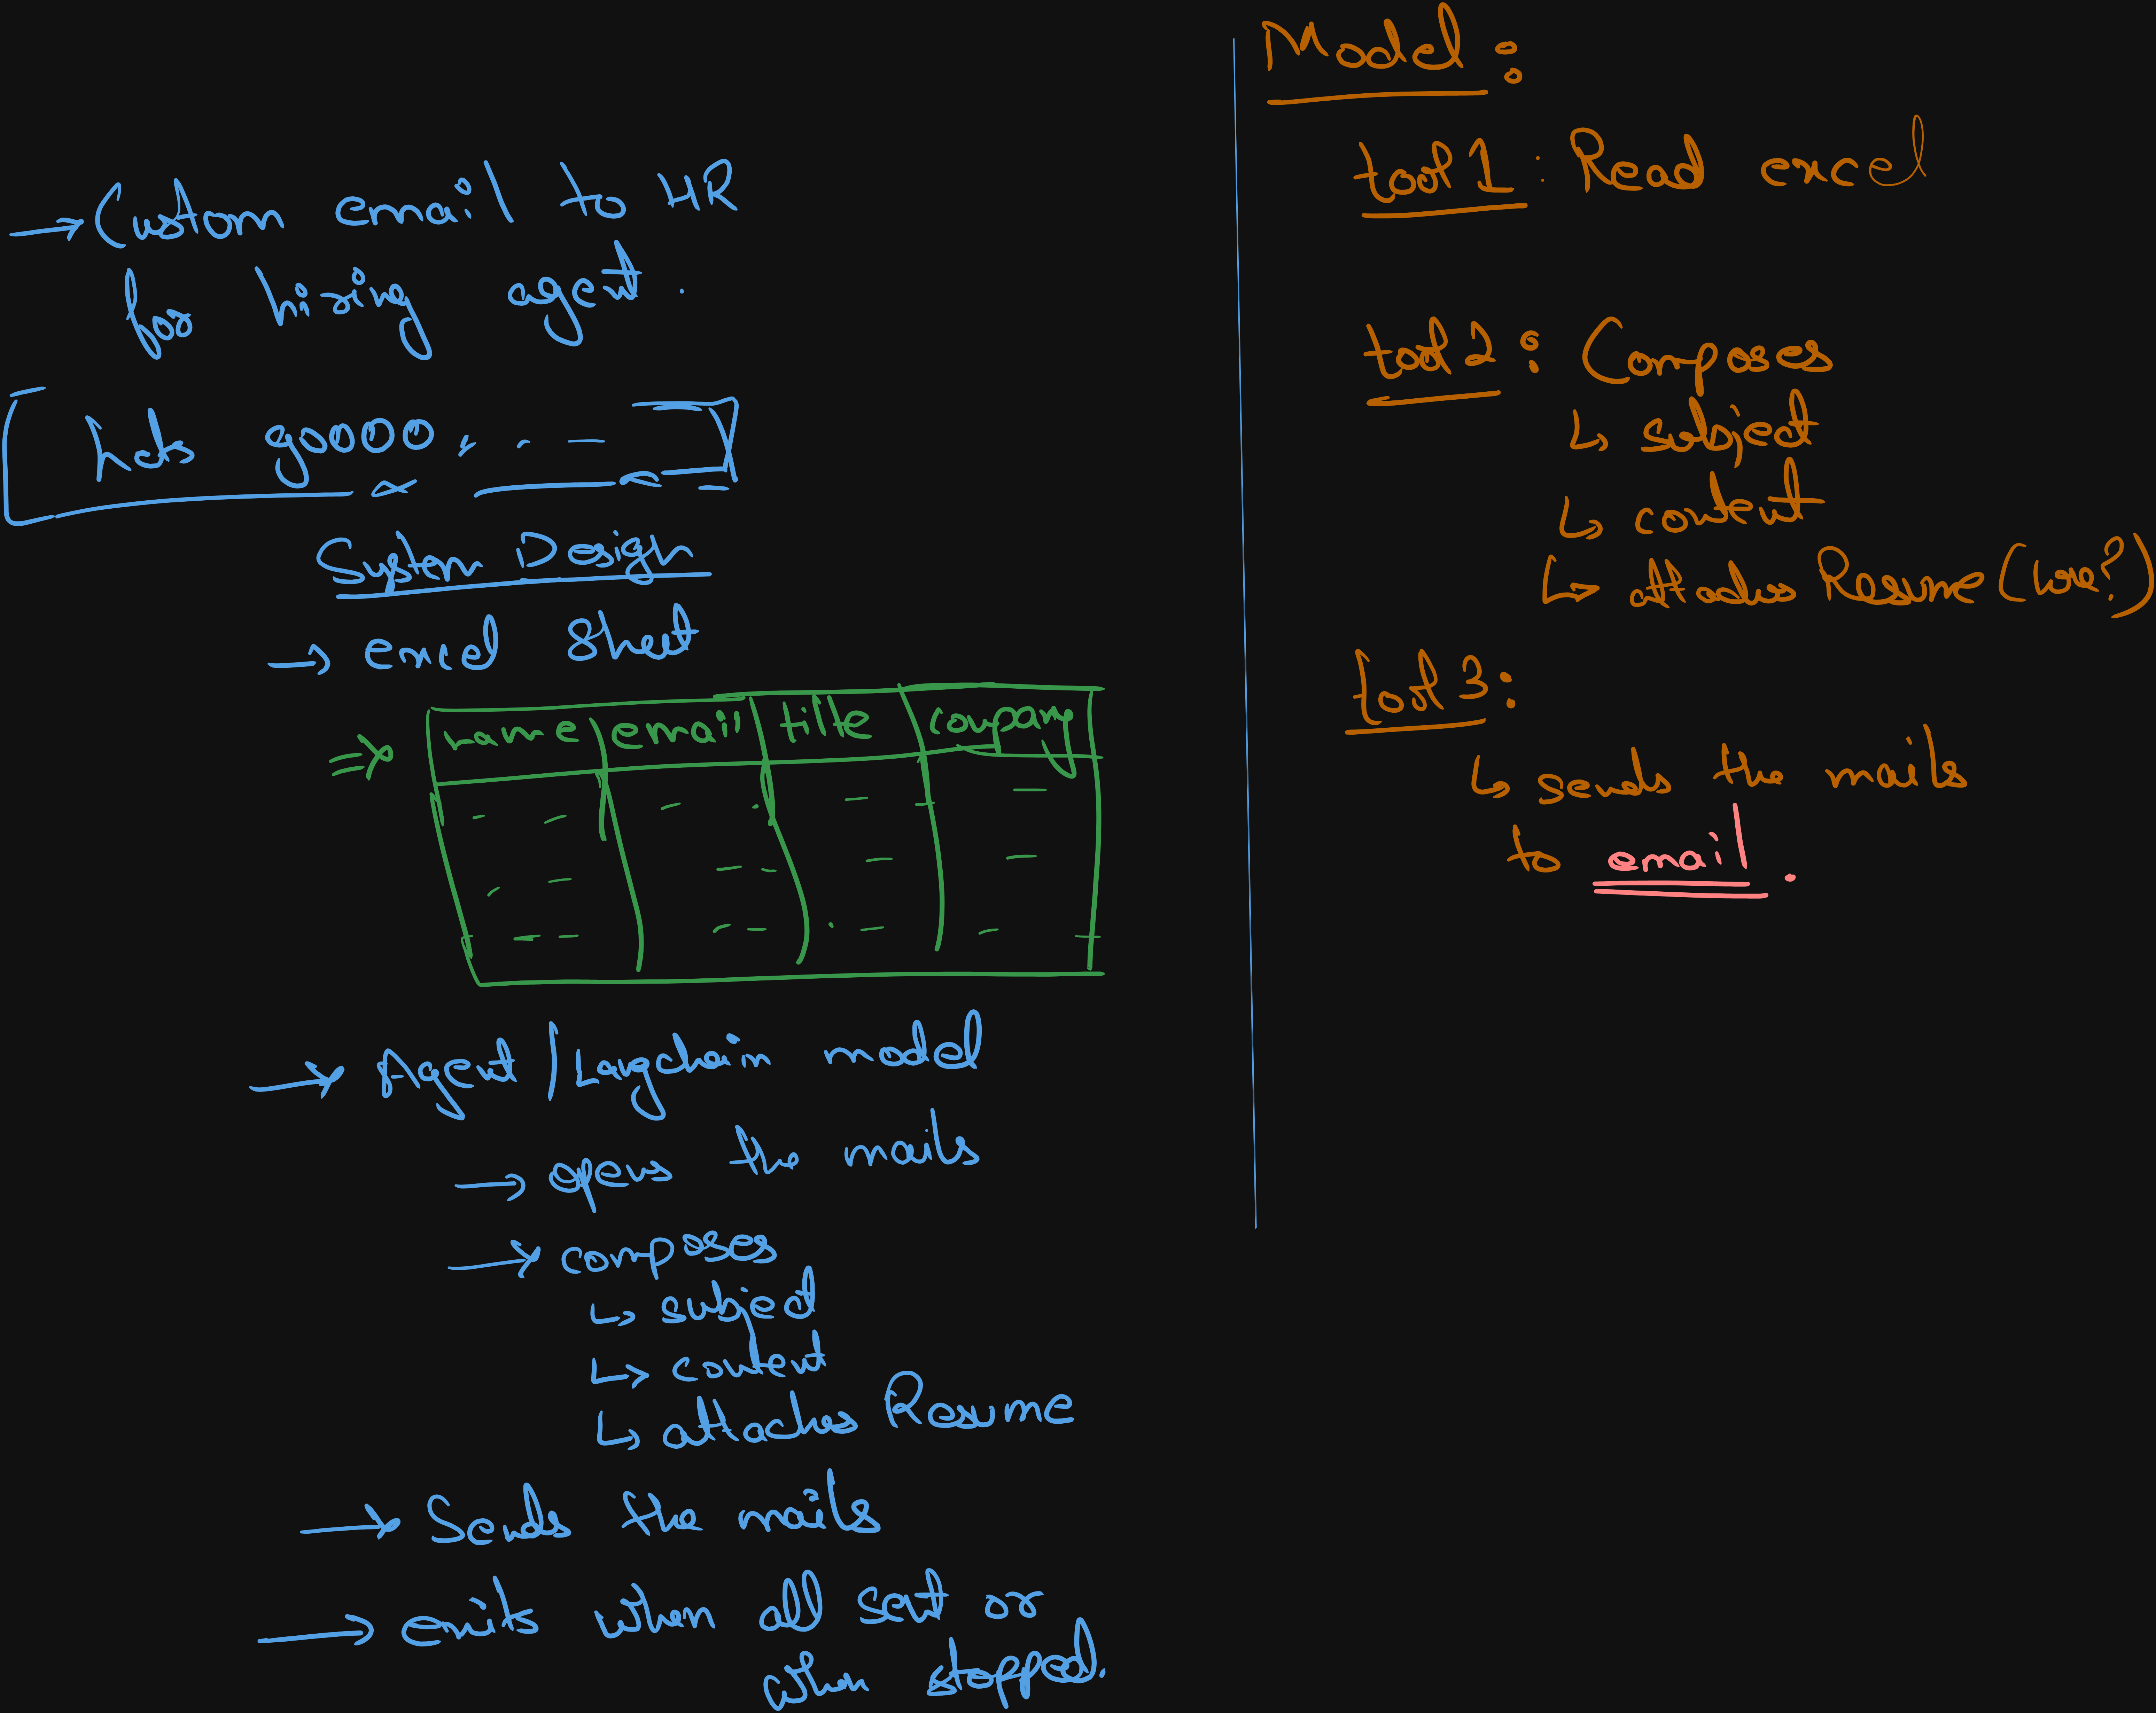 → Custom email to HR
for hiring agent.
[Lets gooooo. . . —]
System Design
→ excel sheet
⇒ name email title company
→ Agent | Langchain model
→ opens the mails
→ composes
↳ subject
↳ content
↳ attaches Resume
→ Sends the mails
→ exits when all sent or
when stopped.
Model:
tool 1: Read excel
tool 2: Composes
↳ subject
↳ content
↳ attaches Resume
tool 3:
↳ sends the mails
to email.